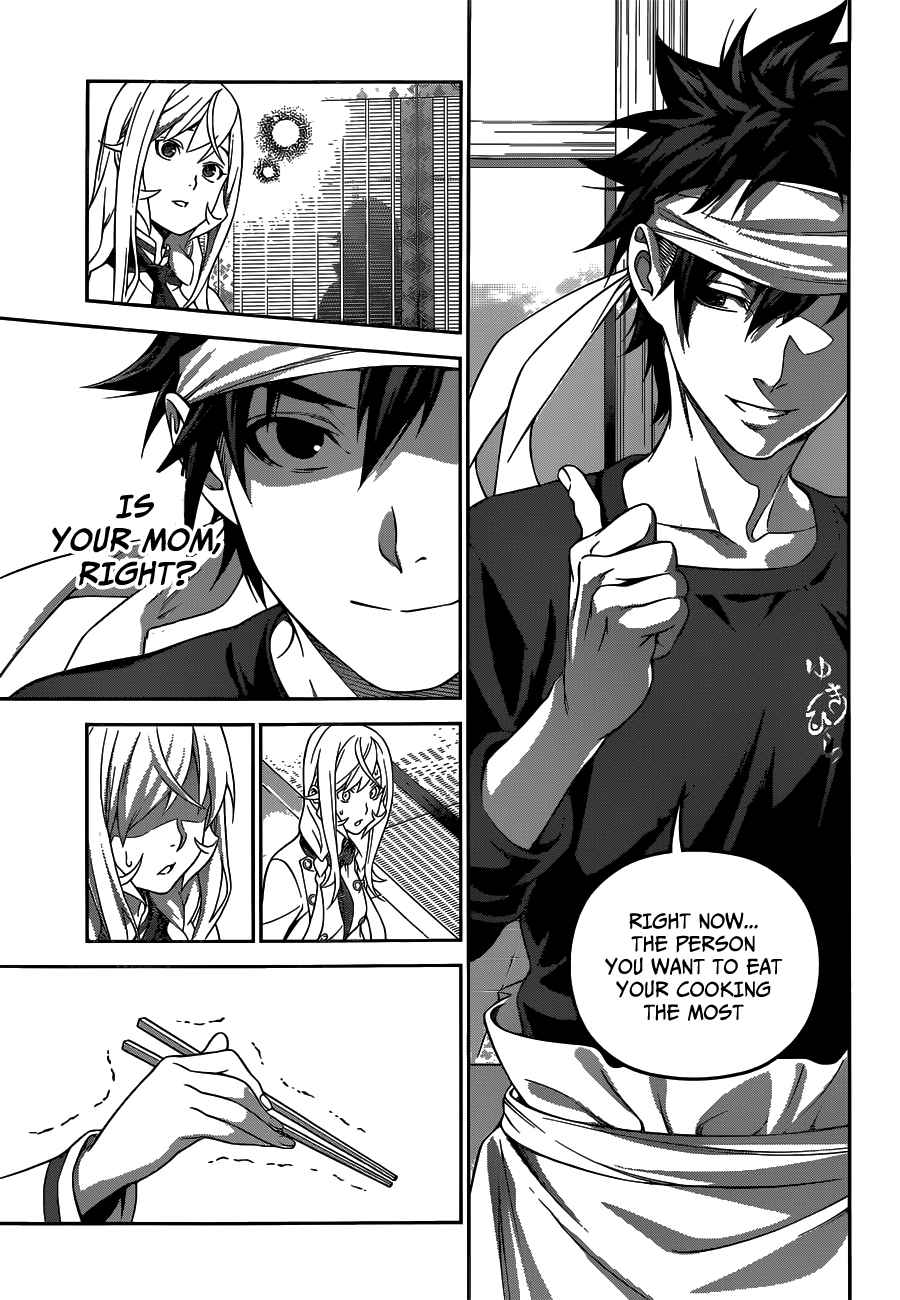 RIGHT NOW...
THE PERSON
YOU WANT TO EAT
YOUR COOKING
THE MOST
ゆきひら
IS
YOUR MOM,
RIGHT?